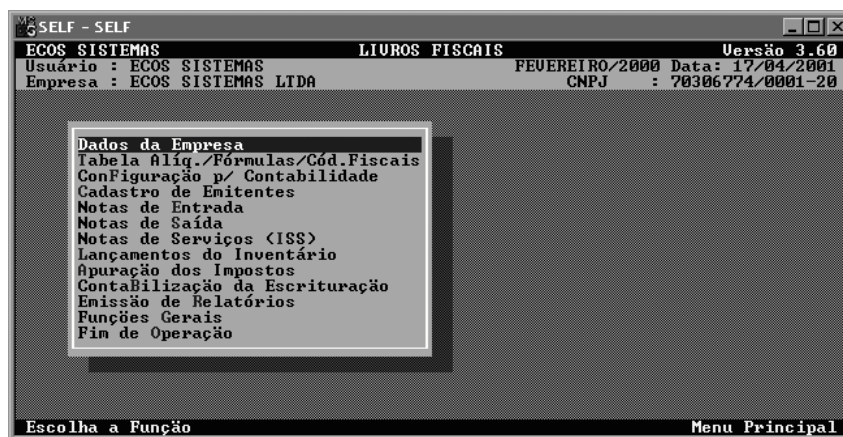 SELF - SELF
ECOS SISTEMAS LIVROS FISCAIS Versão 3.60
Usuário : ECOS SISTEMAS FEVEREIRO/2000 Data: 17/04/2001
Empresa : ECOS SISTEMAS LTDA CNPJ : 70306774/0001-20
Dados da Empresa
Tabela Alíq./Fórmulas/Cód.Fiscais
ConFiguração p/ Contabilidade
Cadastro de Emitentes
Notas de Entrada
Notas de Saída
Notas de Serviços (ISS)
Lançamentos do Inventário
Apuração dos Impostos
ContaBilização da Escrituração
Emissão de Relatórios
Funções Gerais
Fim de Operação
Escolha a Função Menu Principal